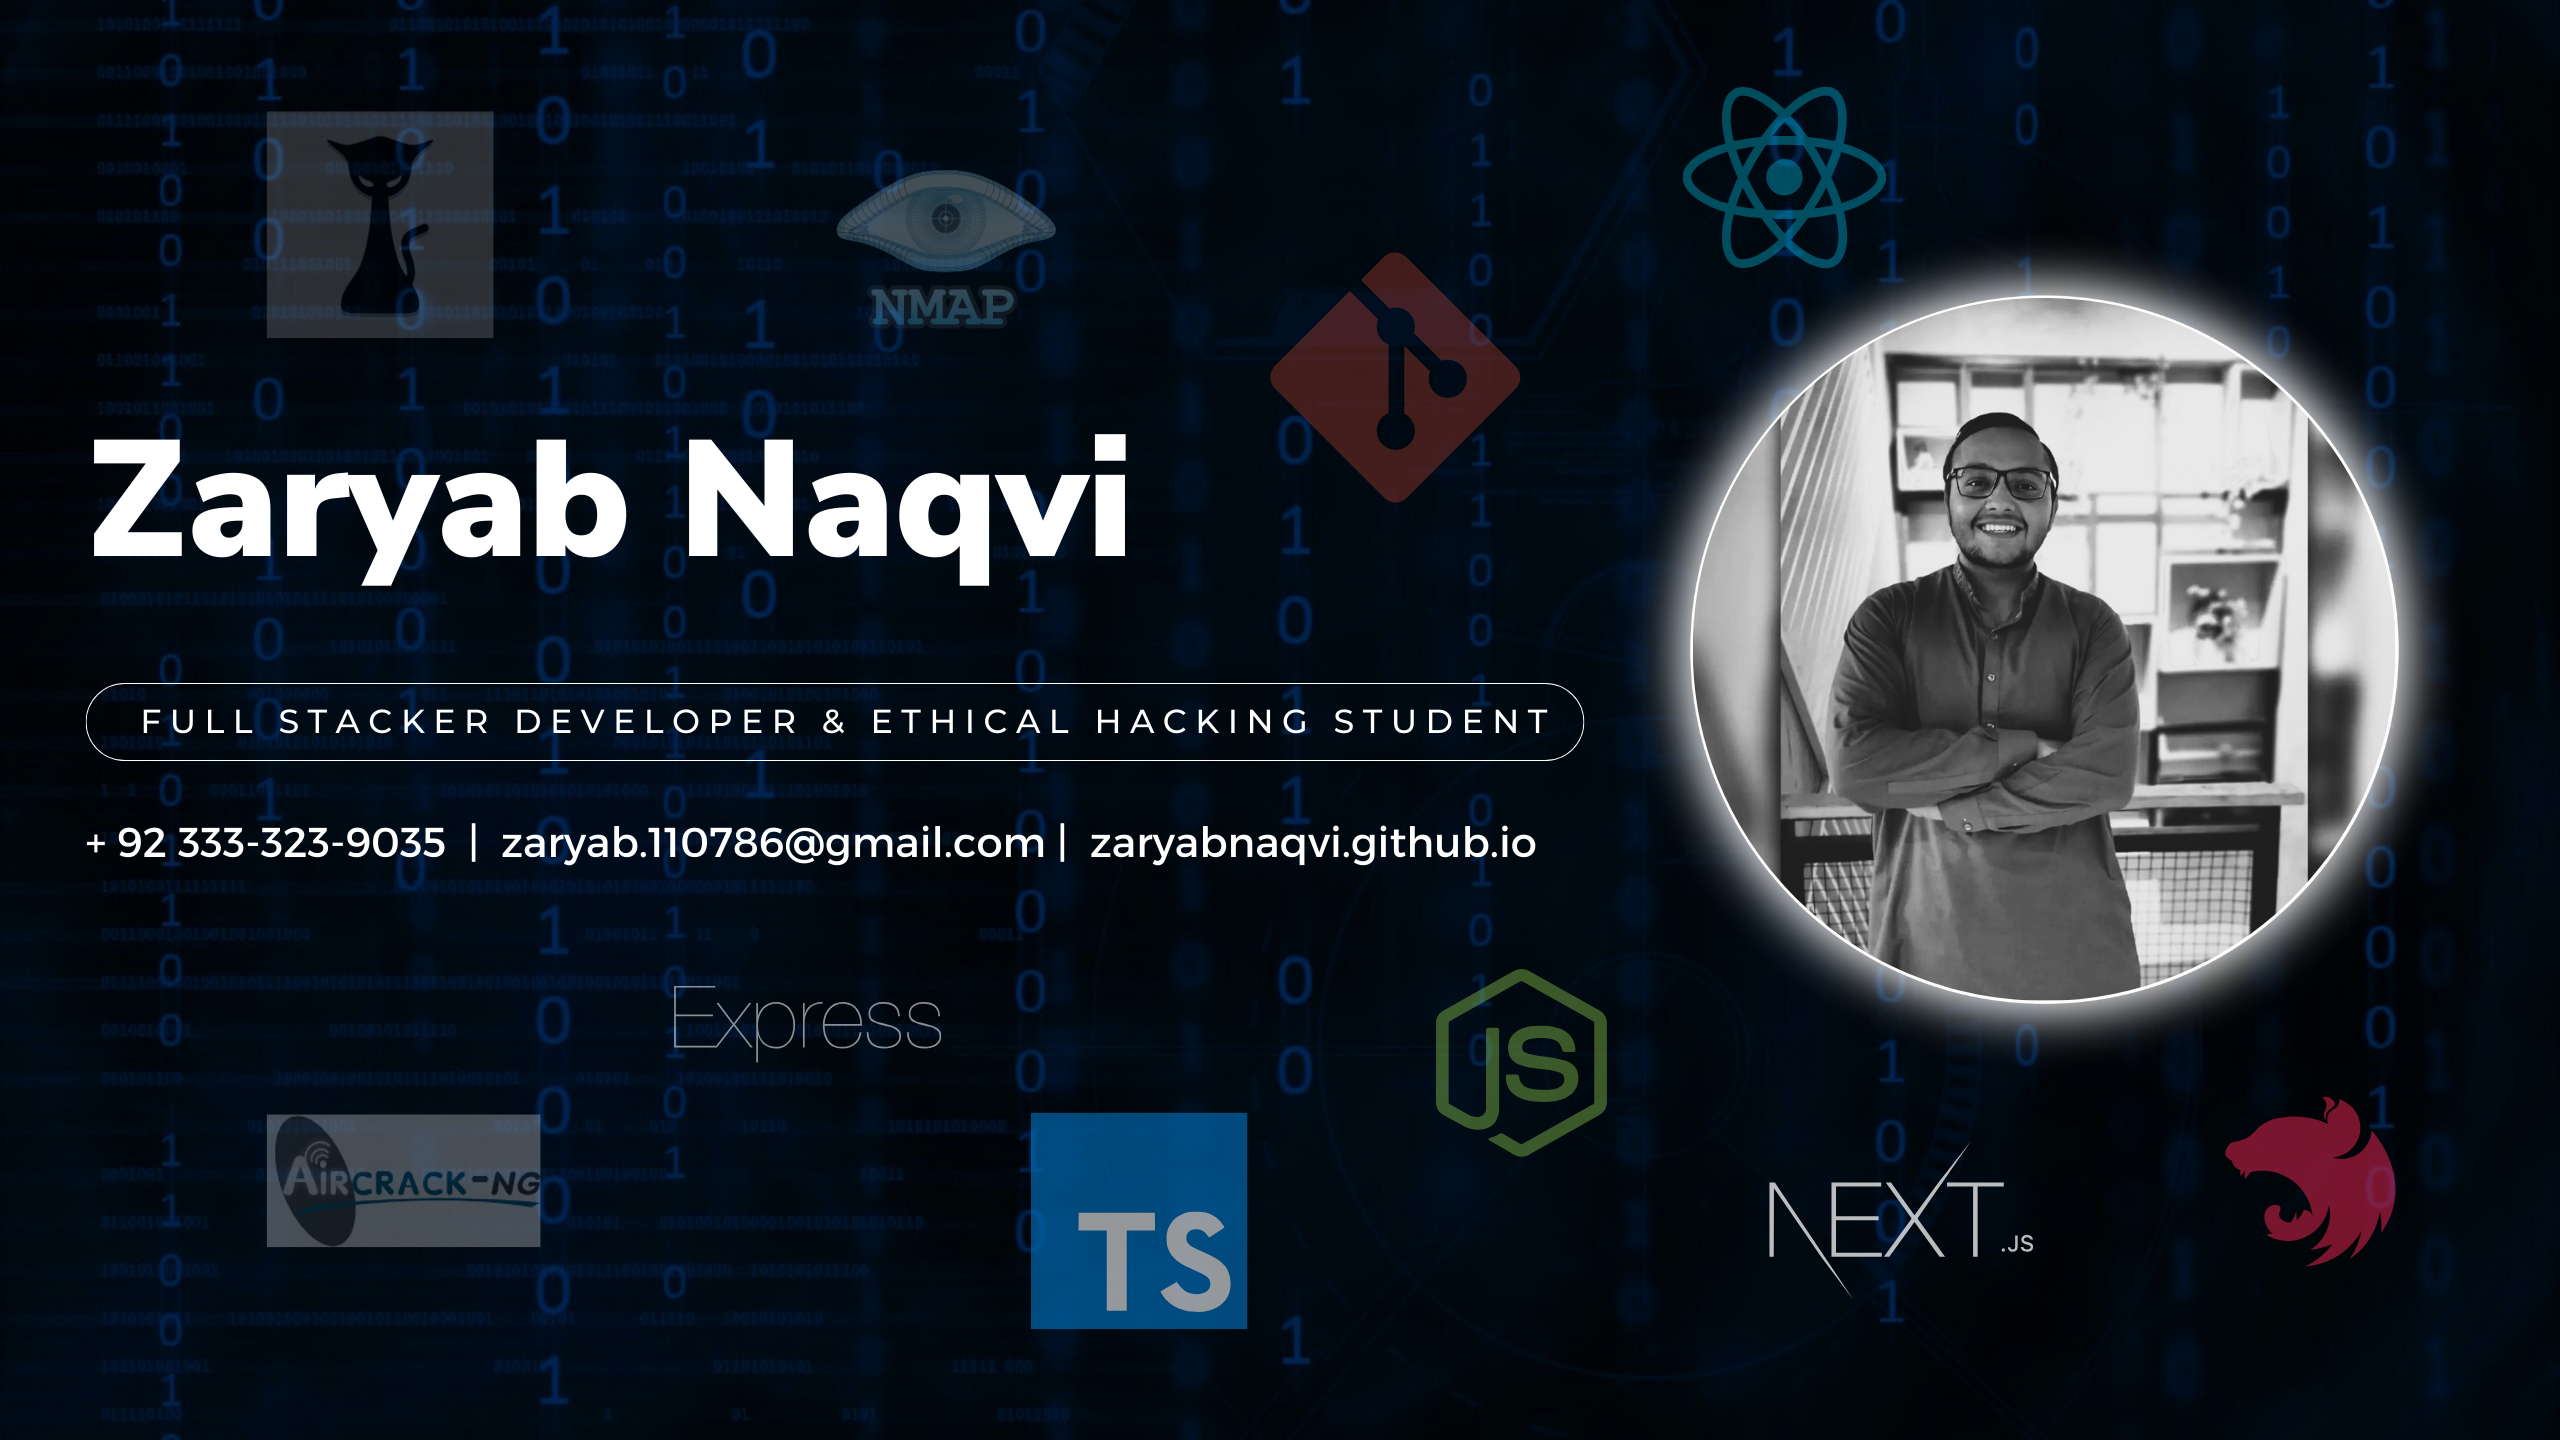 NMAP
Zaryab Naqvi
FULL STACKER DEVELOPER & ETHICAL HACKING STUDENT
+ 92 333-323-9035 | zaryab.110786@gmail.com | zaryabnaqvi.github.io
Express
JS
AIRCRACK-NG
TS
NEXT.JS